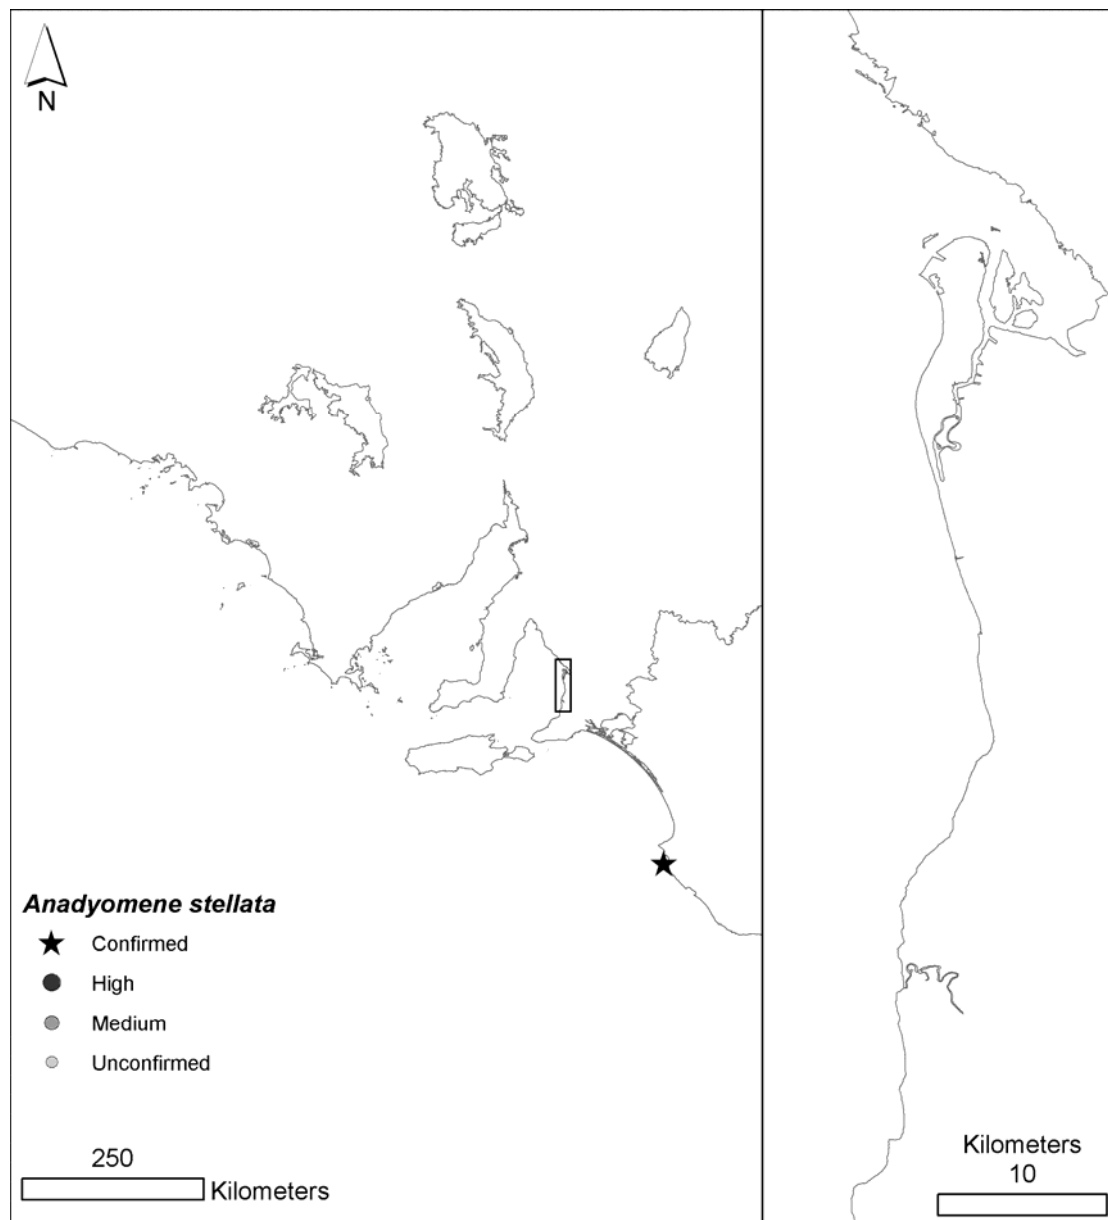 N
Anadyomene stellata
Confirmed
High
Medium
Unconfirmed
250
Kilometers
Kilometers
10